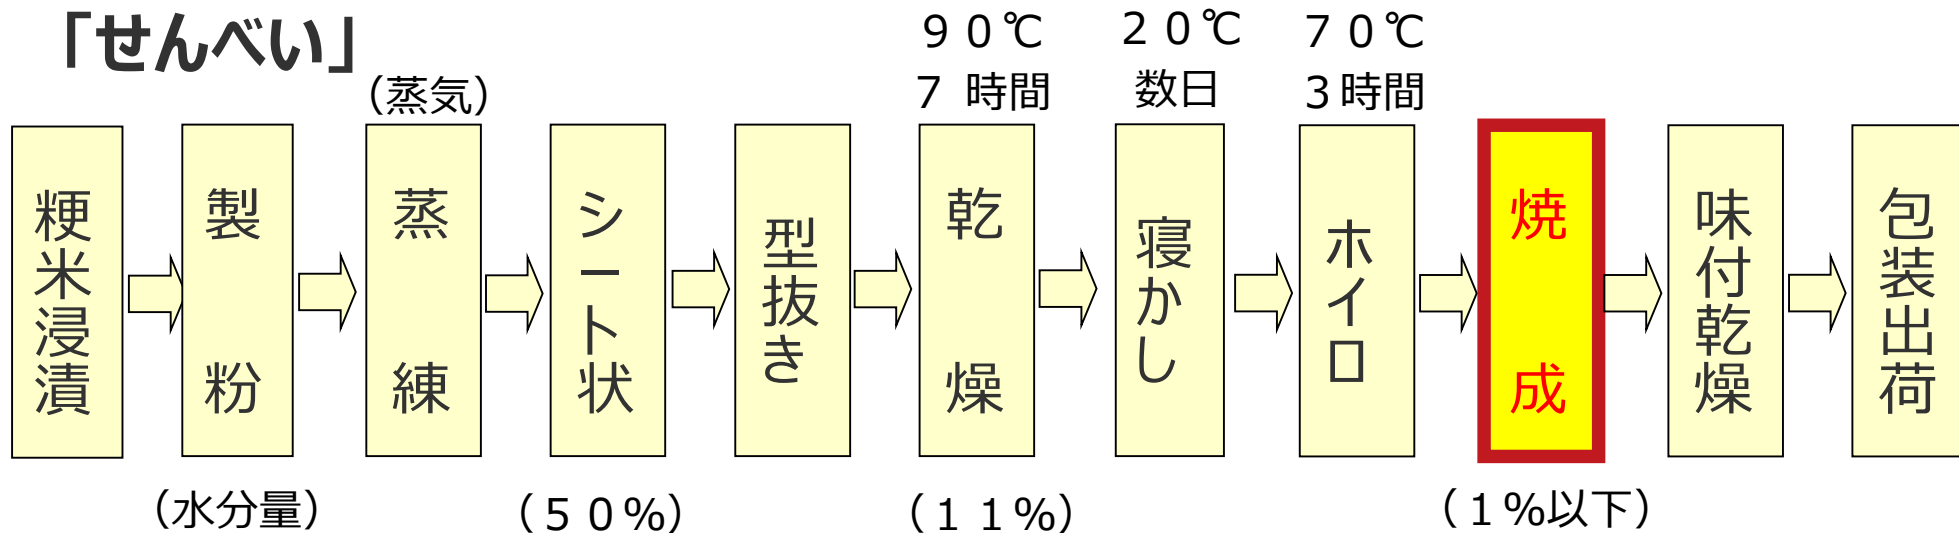 「せんべい」
（蒸気）
９０℃
７時間
２０℃
数日
７０℃
３時間
粳米浸漬
製粉
蒸練
シート状
型抜き
乾燥
寝かし
ホイロ
焼成
味付乾燥
包装出荷
（水分量）
（５０％）
（１１％）
（１％以下）